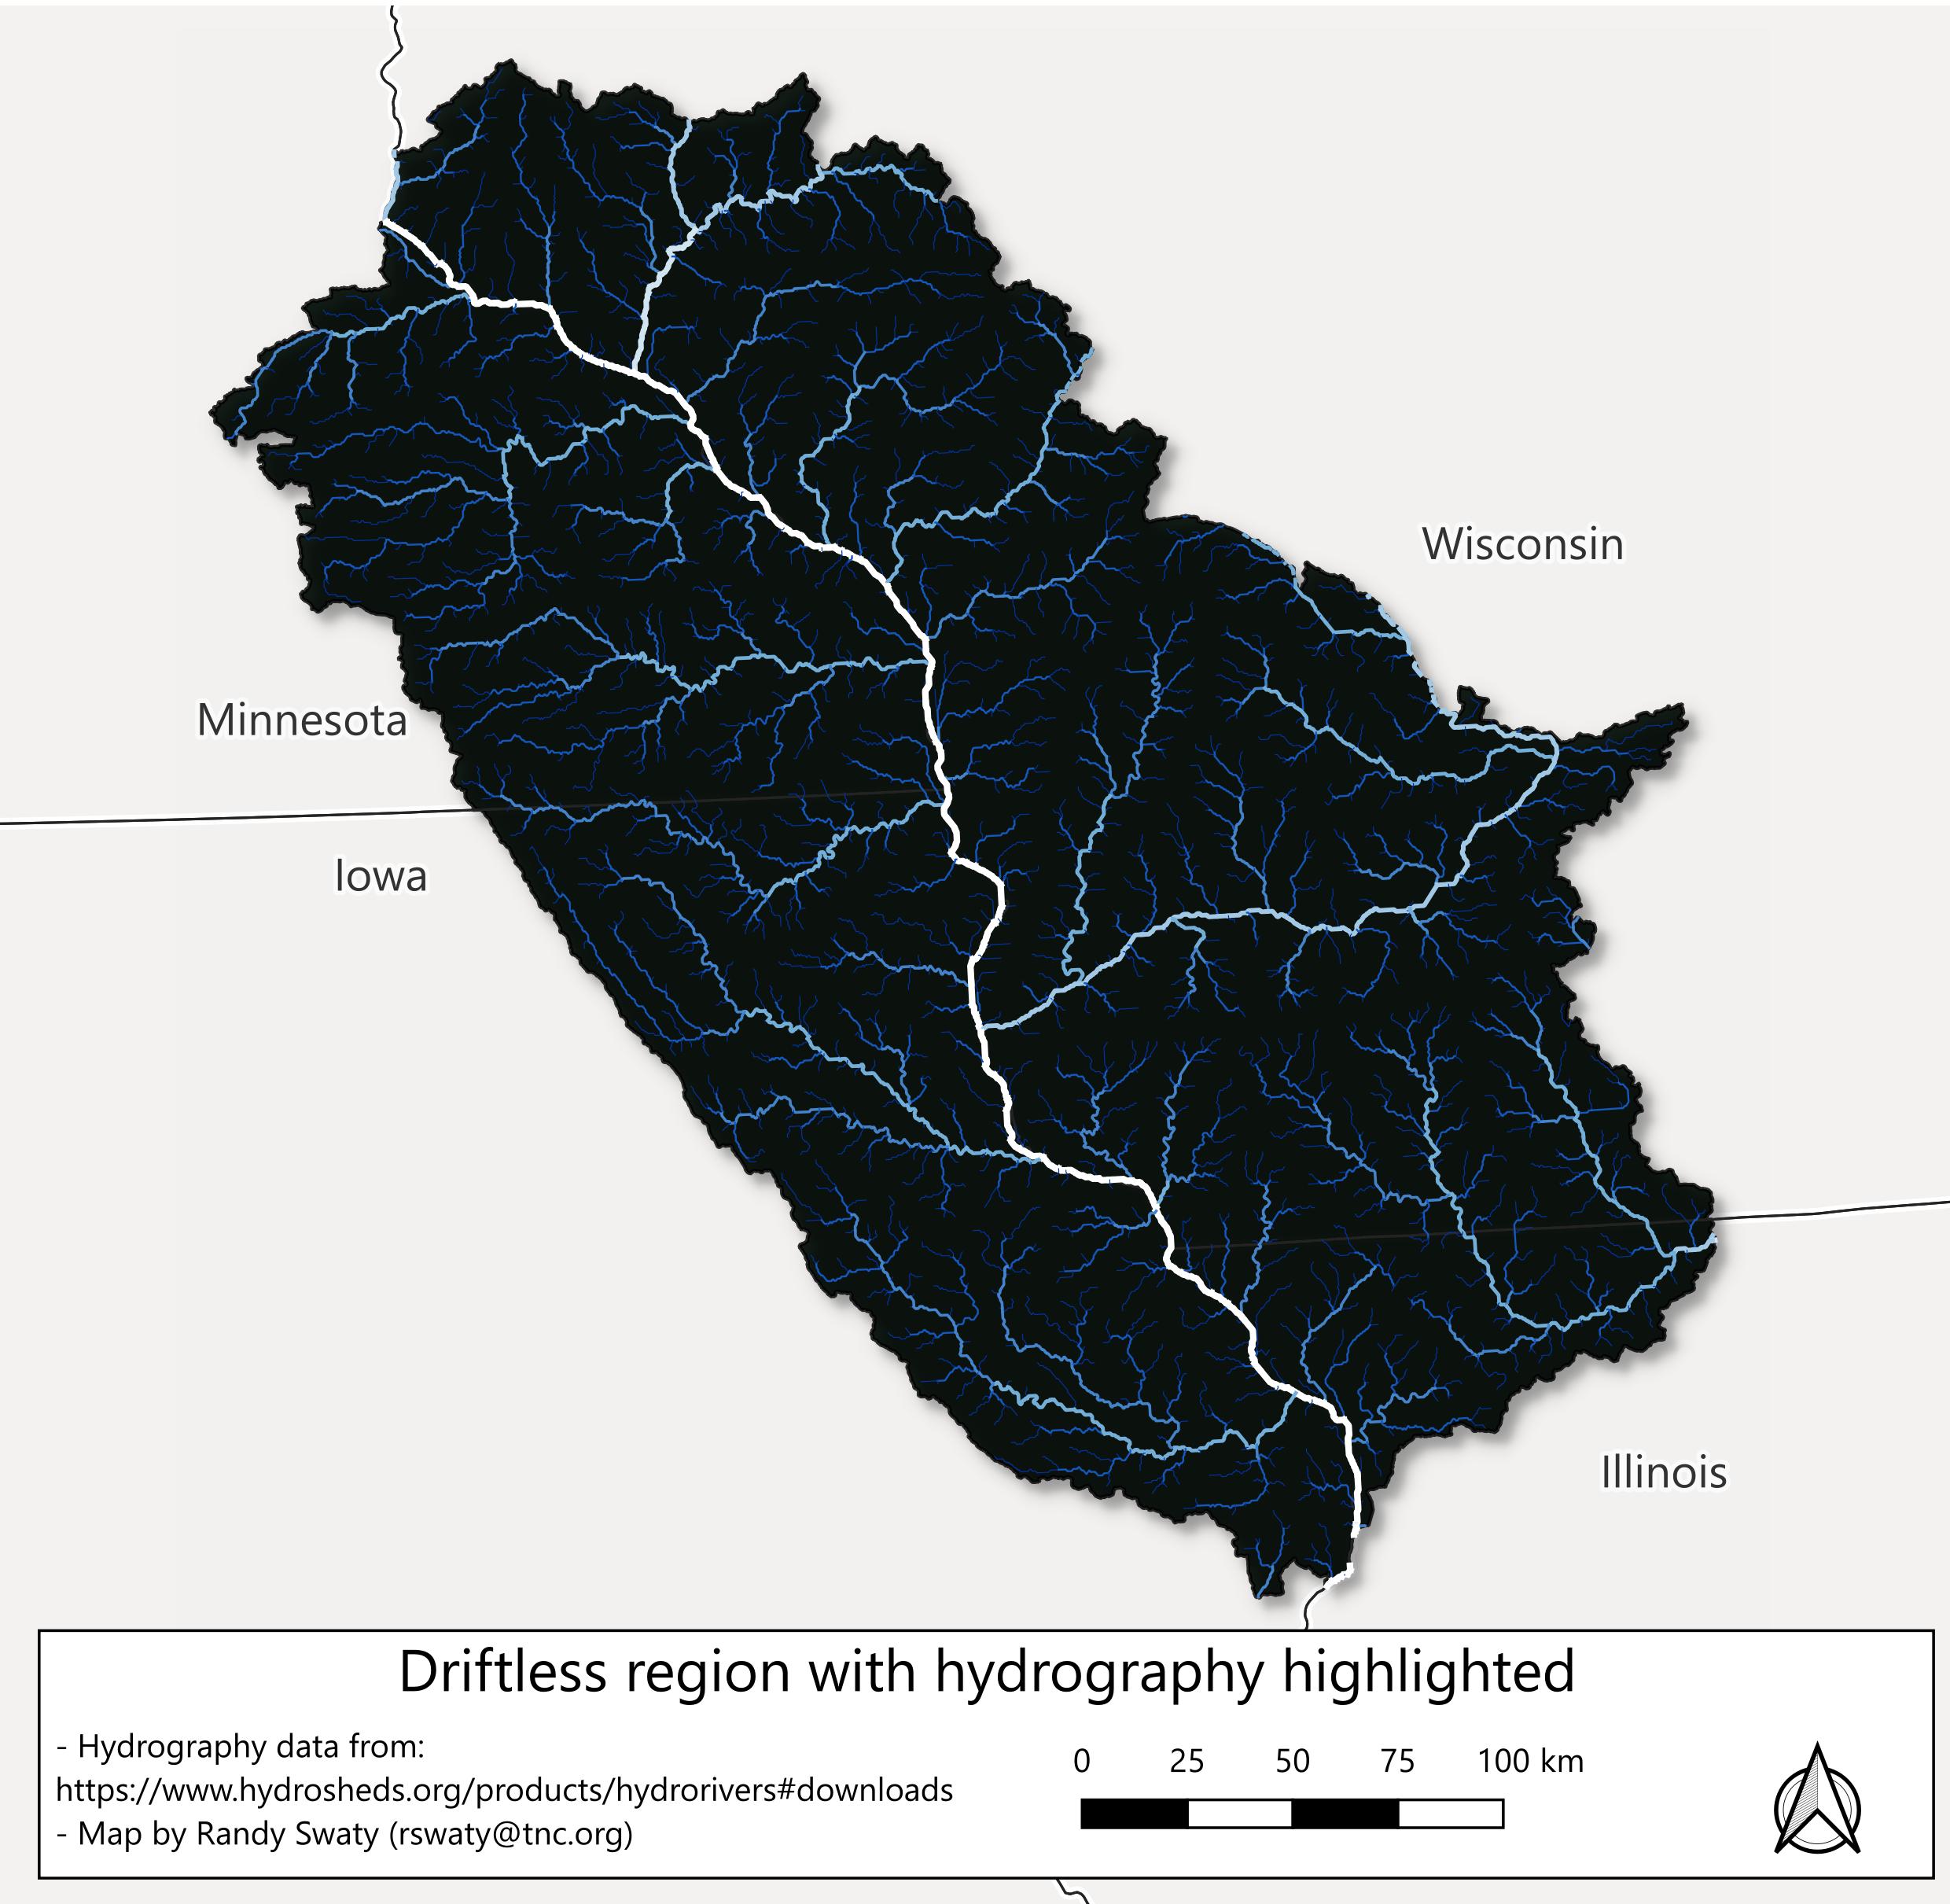 Wisconsin
Minnesota
Iowa
Illinois
Driftless region with hydrography highlighted
- Hydrography data from:
https://www.hydrosheds.org/products/hydrorivers#downloads
- Map by Randy Swaty (rswaty@tnc.org)
0 25 50 75 100 km